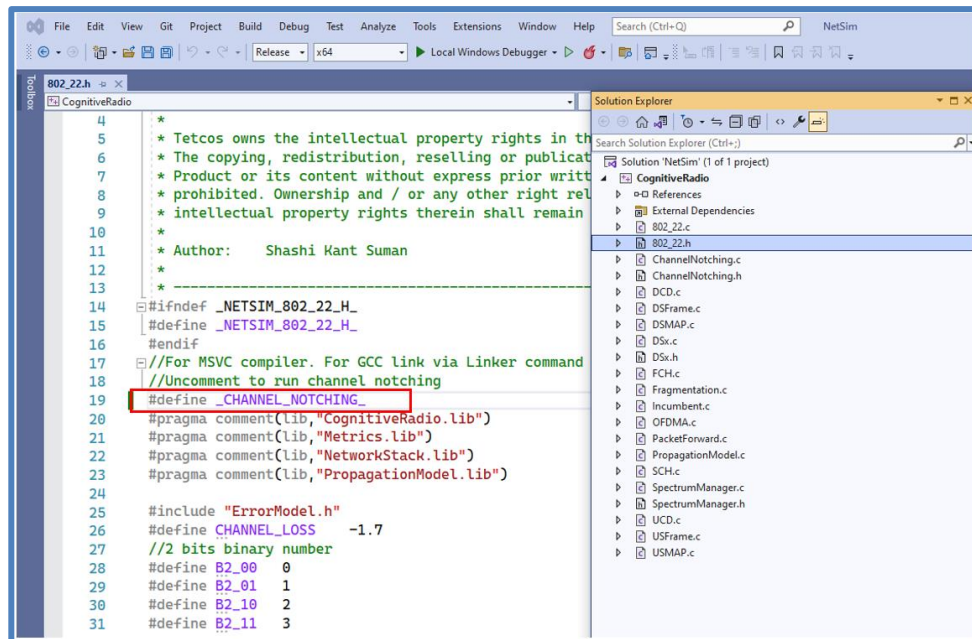 File Edit View Git Project Build Debug Test Analyze Tools Extensions Window Help Search (Ctrl+Q) NetSim
Release x64 Local Windows Debugger
Toolbox
802_22.h
CognitiveRadio
4 *
5 * Tetcos owns the intellectual property rights in th
6 * The copying, redistribution, reselling or publicat
7 * Product or its content without express prior writt
8 * prohibited. Ownership and / or any other right rel
9 * intellectual property rights therein shall remain
10 *
11 * Author: Shashi Kant Suman
12 *
13 * ---------------------------------------------------
14 #ifndef _NETSIM_802_22_H_
15 #define _NETSIM_802_22_H_
16 #endif
17 //For MSVC compiler. For GCC link via Linker command
18 //Uncomment to run channel notching
19 #define _CHANNEL_NOTCHING_
20 #pragma comment(lib,"CognitiveRadio.lib")
21 #pragma comment(lib,"Metrics.lib")
22 #pragma comment(lib,"NetworkStack.lib")
23 #pragma comment(lib,"PropagationModel.lib")
24
25 #include "ErrorModel.h"
26 #define CHANNEL_LOSS -1.7
27 //2 bits binary number
28 #define B2_00 0
29 #define B2_01 1
30 #define B2_10 2
31 #define B2_11 3
Solution Explorer
Search Solution Explorer (Ctrl+;)
Solution 'NetSim' (1 of 1 project)
CognitiveRadio
References
External Dependencies
802_22.c
802_22.h
ChannelNotching.c
ChannelNotching.h
DCD.c
DSFrame.c
DSMAP.c
DSx.c
DSx.h
FCH.c
Fragmentation.c
Incumbent.c
OFDMA.c
PacketForward.c
PropagationModel.c
SCH.c
SpectrumManager.c
SpectrumManager.h
UCD.c
USFrame.c
USMAP.c